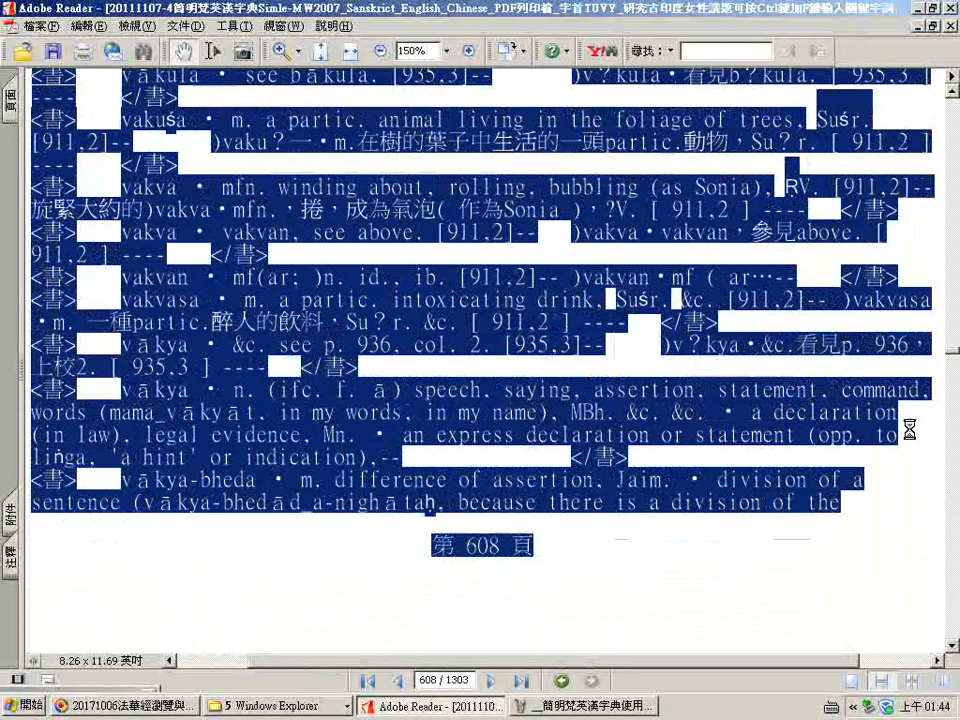 Adobe Reader - [20111107-4簡明梵英漢字典Simle-MW2007_Sanskrict_English_Chinese_PDF列印檔_字首TUVY_研究古印度女性議題可按Ctrl鍵加F鍵輸入關鍵字詞
檔案(F) 編輯(E) 檢視(V) 文件(D) 工具(T) 視窗(W) 說明(H)
150% Y! 尋找：
頁面
附件
註釋
<書> vākula • see bākula. [935,3]-- )v？kula•看見b？kula. [ 935,3
---- </書>
<書> vakuśa • m. a partic. animal living in the foliage of trees, Suśr.
[911,2]-- )vaku？一•m.在樹的葉子中生活的一頭partic.動物，Su？r. [ 911,2 ]
---- </書>
<書> vakva • mfn. winding about, rolling, bubbling (as Sonia), RV. [911,2]--
旋緊大約的)vakva•mfn.，捲，成為氣泡( 作為Sonia )，?V. [ 911,2 ] ---- </書>
<書> vakva • vakvan, see above. [911,2]-- )vakva•vakvan，參見above. [
911,2 ] ---- </書>
<書> vakvan • mf(ar; )n. id., ib. [911,2]-- )vakvan•mf ( ar…-- </書>
<書> vakvasa • m. a partic. intoxicating drink, Suśr. &c. [911,2]-- )vakvasa
•m. 一種partic.醉人的飲料，Su？r. &c. [ 911,2 ] ---- </書>
<書> vākya • &c. see p. 936, col. 2. [935,3]-- )v？kya•&c.看見p. 936，
上校2. [ 935,3 ] ---- </書>
<書> vākya • n. (ifc. f. ā) speech, saying, assertion, statement, command,
words (mama_vākyāt, in my words, in my name), MBh. &c, &c. • a declaration
(in law), legal evidence, Mn. • an express declaration or statement (opp. to
liṅga, 'a hint' or indication),-- </書>
<書> vākya-bheda • m. difference of assertion, Jaim. • division of a
sentence (vākya-bhedād_a-nighātaḥ, because there is a division of the
第 608 頁
8.26 x 11.69 英吋
608 / 1303
開始 20171006法華經瀏覽與... 5 Windows Explorer Adobe Reader - [2011110... __簡明梵英漢字典使用... 上午 01:44